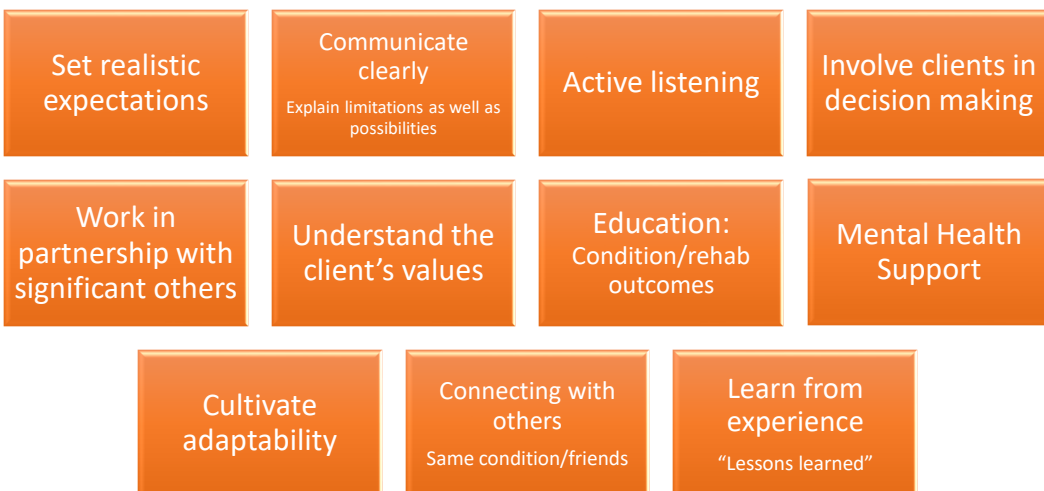 Set realistic
expectations
Communicate
clearly
Explain limitations as well as
possibilities
Active listening
Involve clients in
decision making
Work in
partnership with
significant others
Understand the
client’s values
Education:
Condition/rehab
outcomes
Mental Health
Support
Cultivate
adaptability
Connecting with
others
Same condition/friends
Learn from
experience
“Lessons learned”